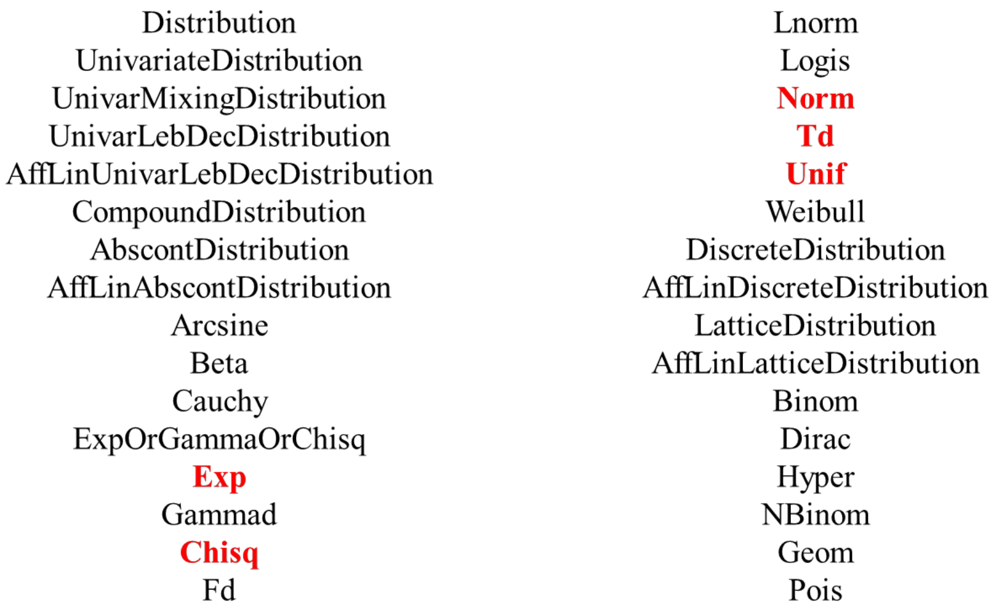 Distribution
UnivariateDistribution
UnivarMixingDistribution
UnivarLebDecDistribution
AffLinUnivarLebDecDistribution
CompoundDistribution
AbscontDistribution
AffLinAbscontDistribution
Arcsine
Beta
Cauchy
ExpOrGammaOrChisq
Exp
Gammad
Chisq
Fd
Lnorm
Logis
Norm
Td
Unif
Weibull
DiscreteDistribution
AffLinDiscreteDistribution
LatticeDistribution
AffLinLatticeDistribution
Binom
Dirac
Hyper
NBinom
Geom
Pois